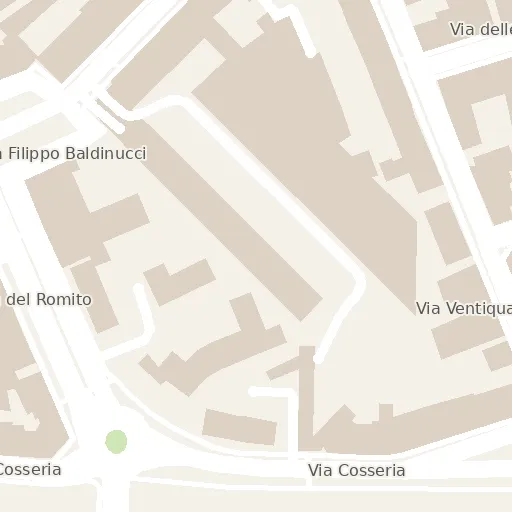 Via delle
a Filippo Baldinucci
del Romito
Via Ventiqua
Cosseria
Via Cosseria